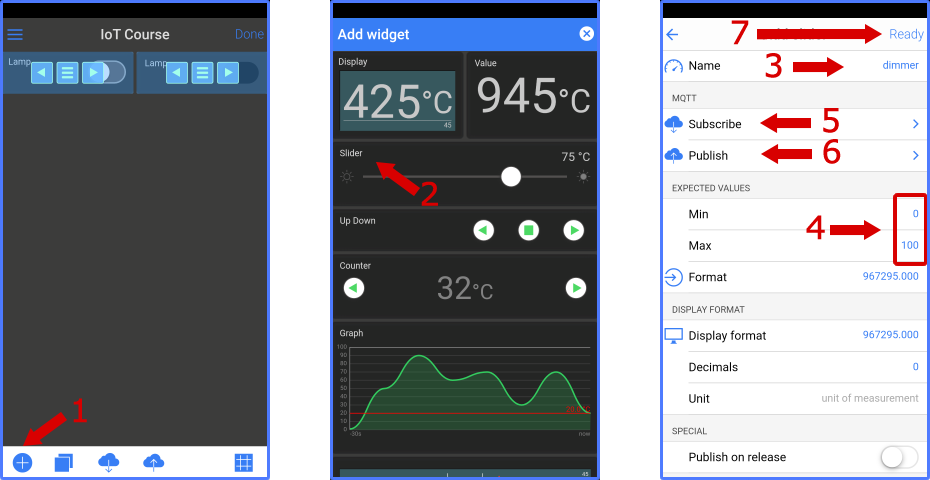 IoT Course
Done
Lamp
Lamp
1
Add widget
Display
425°C
45
Value
945°C
Slider
75 °C
2
Up Down
Counter
32°C
Graph
100
90
80
70
60
50
40
30
20
10
0
-30s
now
45
7
Ready
3
Name
dimmer
MQTT
Subscribe
5
Publish
6
EXPECTED VALUES
Min
0
4
Max
100
Format
967295.000
DISPLAY FORMAT
Display format
967295.000
Decimals
0
Unit
unit of measurement
SPECIAL
Publish on release